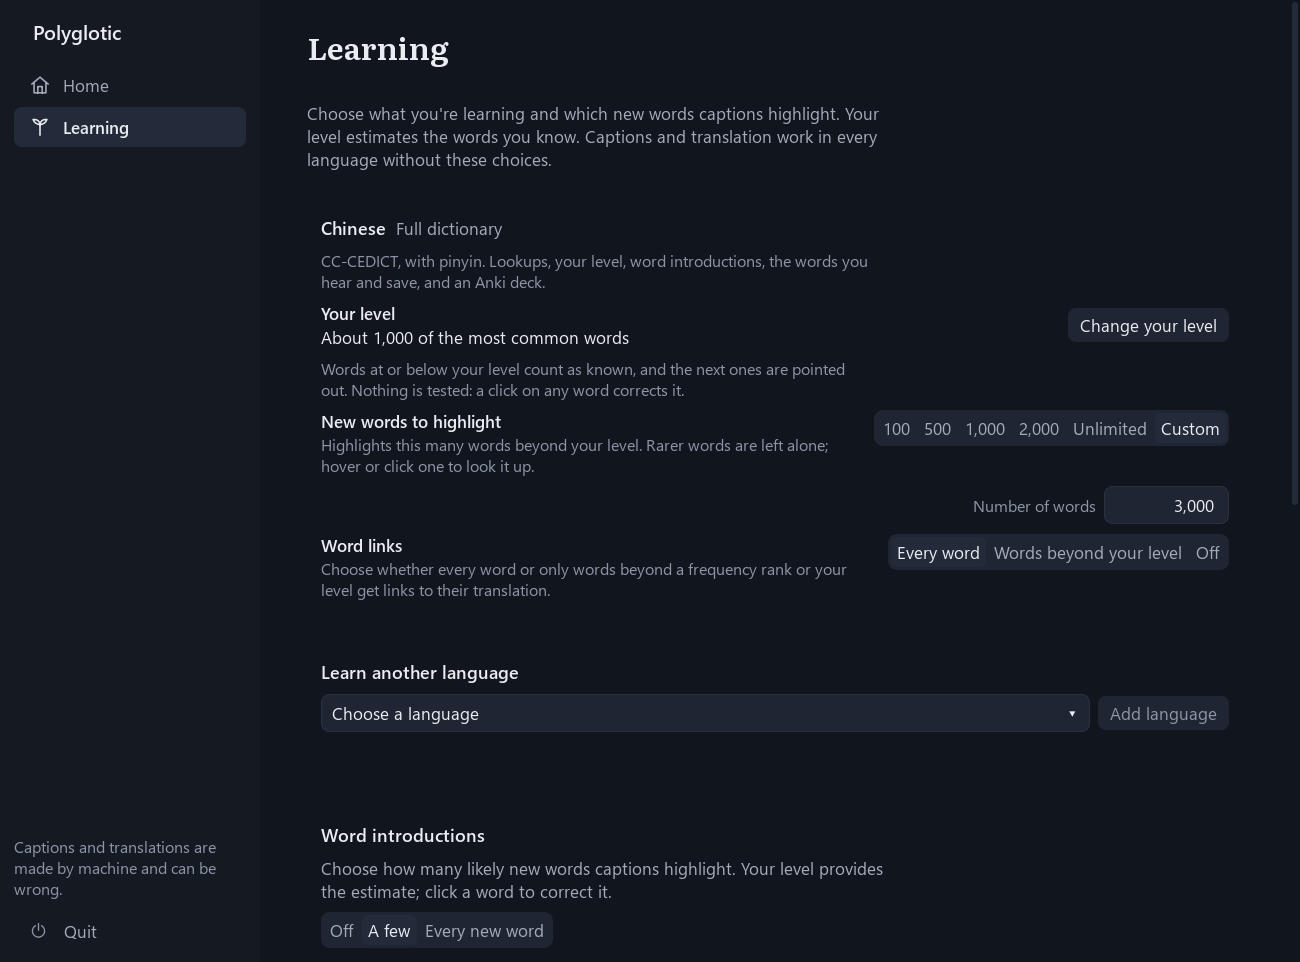 Polyglotic
Home
Learning
Captions and translations are
made by machine and can be
wrong.
Quit
Learning
Choose what you're learning and which new words captions highlight. Your
level estimates the words you know. Captions and translation work in every
language without these choices.
Chinese Full dictionary
CC-CEDICT, with pinyin. Lookups, your level, word introductions, the words you
hear and save, and an Anki deck.
Your level
About 1,000 of the most common words
Change your level
Words at or below your level count as known, and the next ones are pointed
out. Nothing is tested: a click on any word corrects it.
New words to highlight
Highlights this many words beyond your level. Rarer words are left alone;
hover or click one to look it up.
100 500 1,000 2,000 Unlimited Custom
Number of words 3,000
Word links
Choose whether every word or only words beyond a frequency rank or your
level get links to their translation.
Every word Words beyond your level Off
Learn another language
Choose a language Add language
Word introductions
Choose how many likely new words captions highlight. Your level provides
the estimate; click a word to correct it.
Off A few Every new word